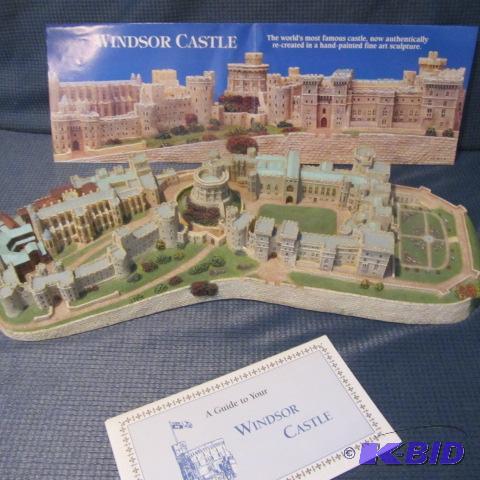 WINDSOR CASTLE
The world's most famous castle, now authentically
re-created in a hand-painted fine art sculpture.
A Guide to Your
WINDSOR
CASTLE
© K-BID